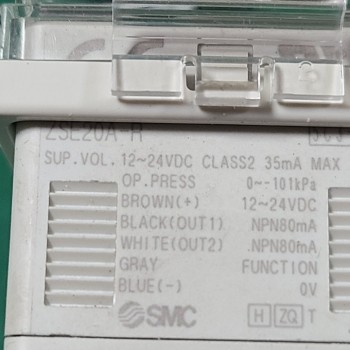 ZSE20A-R
SUP.VOL. 12~24VDC CLASS2 35mA MAX
OP.PRESS 0~-101kPa
BROWN(+) 12~24VDC
BLACK(OUT1) NPN80mA
WHITE(OUT2) NPN80mA
GRAY FUNCTION
BLUE(-) 0V
SMC H ZQ T